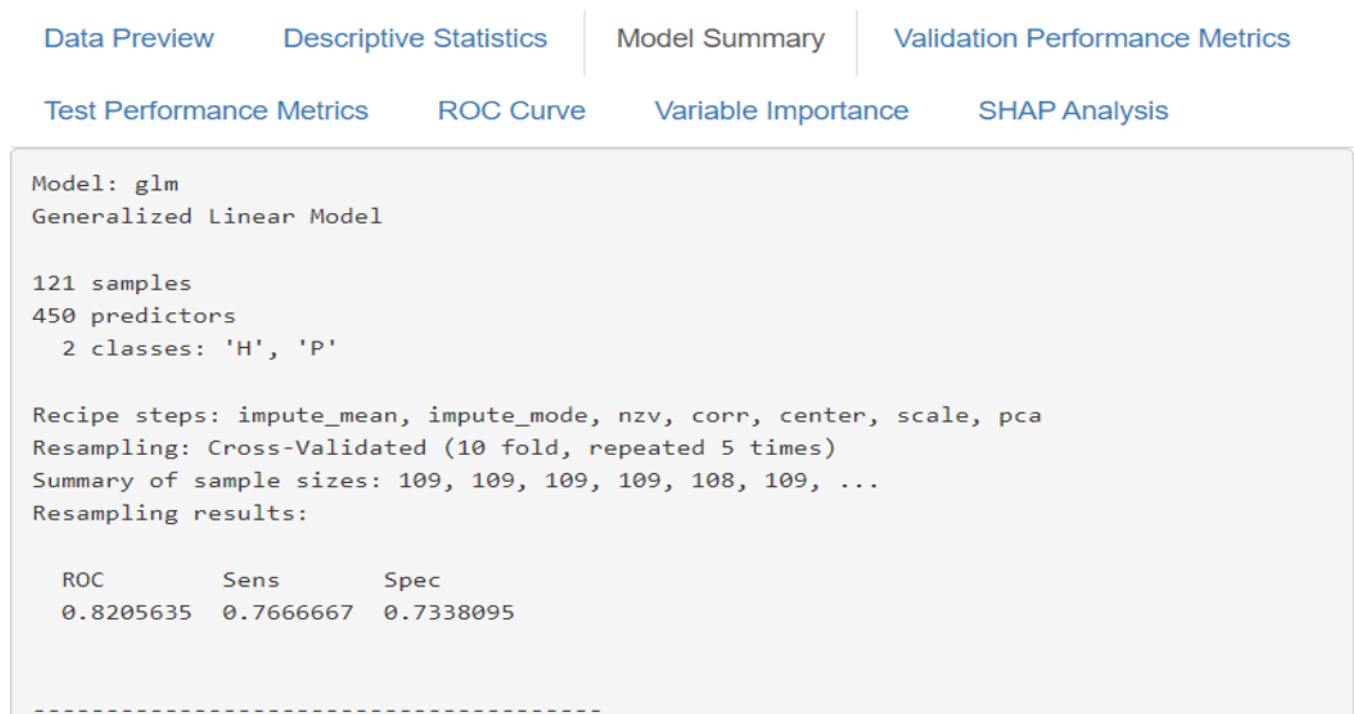 Data Preview Descriptive Statistics Model Summary Validation Performance Metrics
Test Performance Metrics ROC Curve Variable Importance SHAP Analysis
Model: glm
Generalized Linear Model
121 samples
450 predictors
2 classes: 'H', 'P'
Recipe steps: impute_mean, impute_mode, nzv, corr, center, scale, pca
Resampling: Cross-Validated (10 fold, repeated 5 times)
Summary of sample sizes: 109, 109, 109, 109, 108, 109, ...
Resampling results:
ROC Sens Spec
0.8205635 0.7666667 0.7338095
---------------------------------------